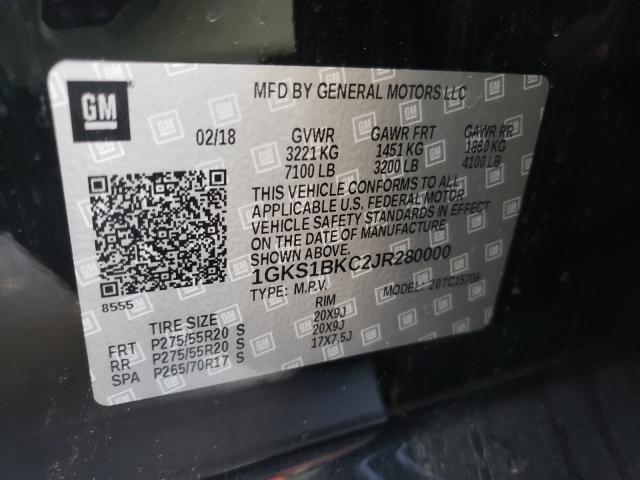 GM
MFD BY GENERAL MOTORS LLC
02/18 GVWR GAWR FRT GAWR RR
3221 KG 1451 KG 1860 KG
7100 LB 3200 LB 4100 LB
THIS VEHICLE CONFORMS TO ALL
APPLICABLE U.S. FEDERAL MOTOR
VEHICLE SAFETY STANDARDS IN EFFECT
ON THE DATE OF MANUFACTURE
SHOWN ABOVE.
1GKS1BKC2JR280000
TYPE: M.P.V. MODEL:
8555
TIRE SIZE RIM
FRT P275/55R20 S 20X9J
RR P275/55R20 S 20X9J
SPA P265/70R17 S 17X7.5J